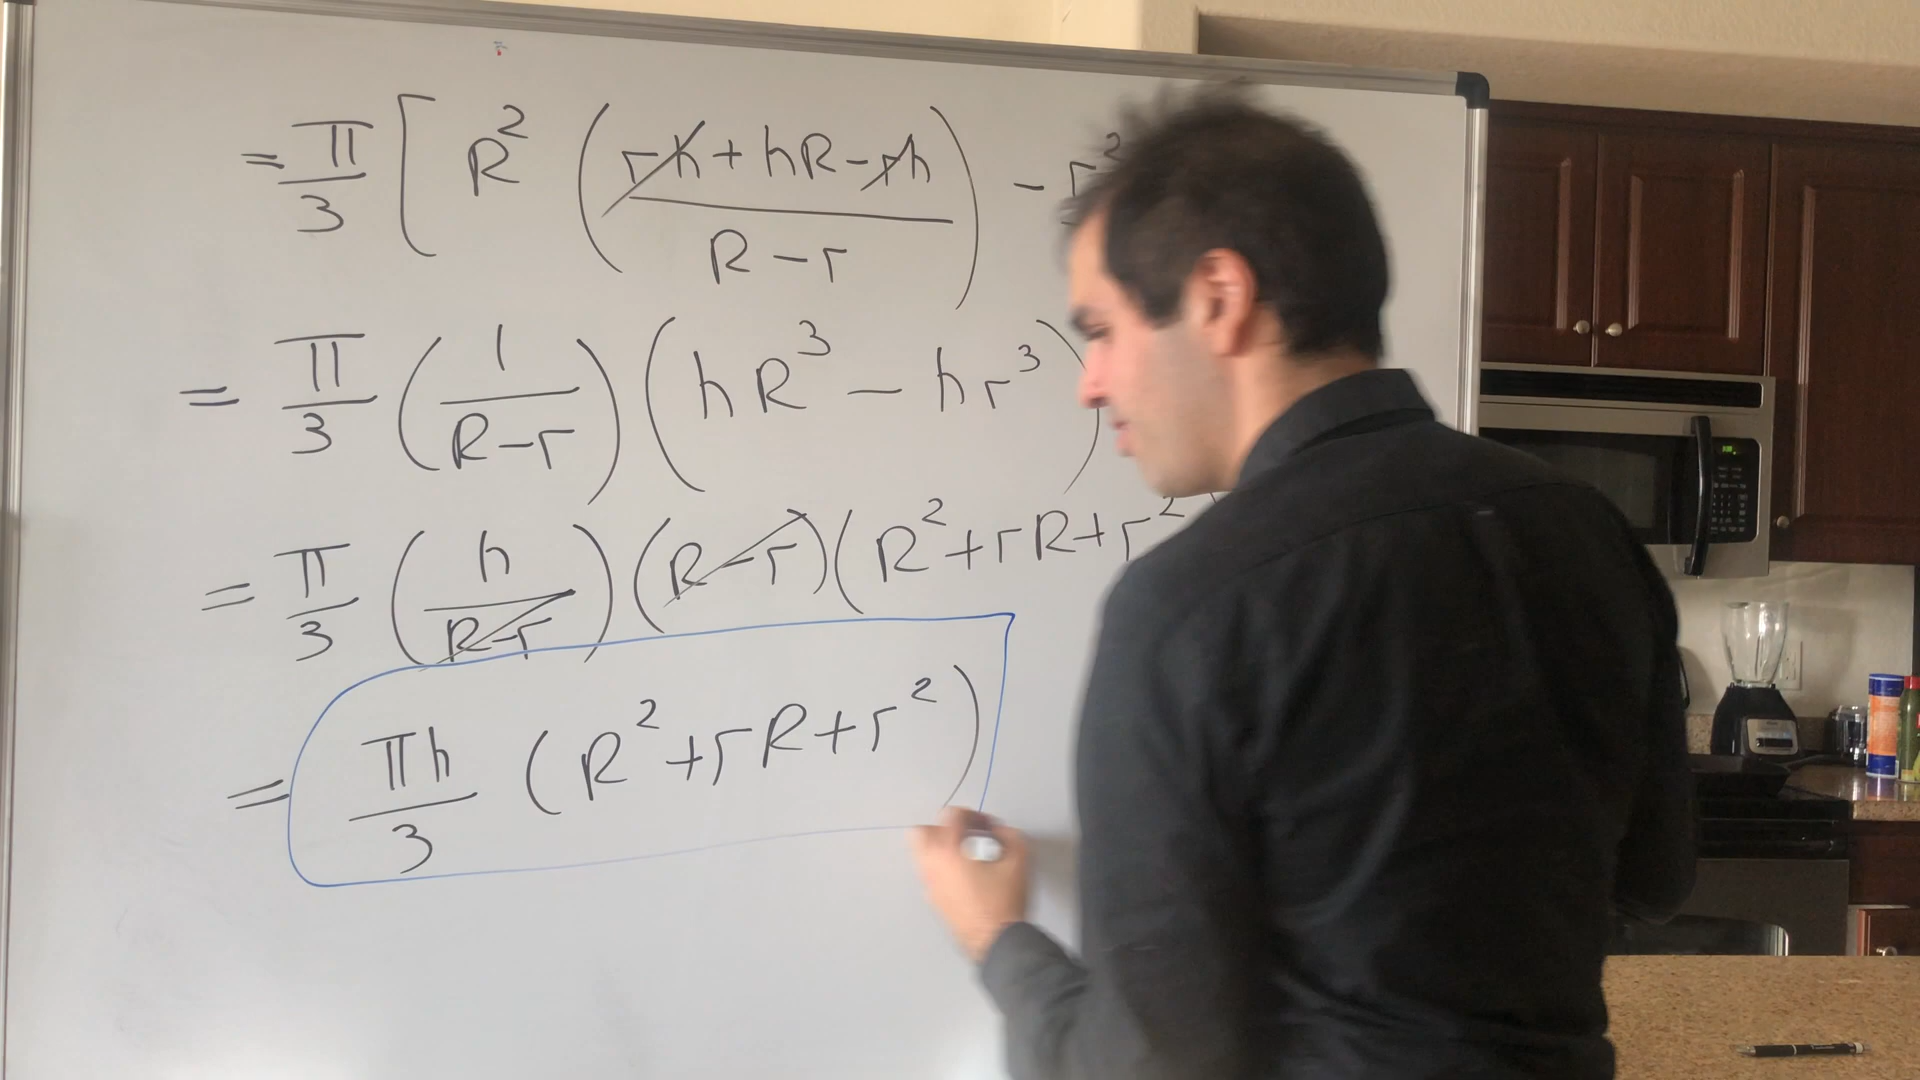 = π/3 [ R² ( (rh + hR - rh) / (R - r) ) - r²
= π/3 ( 1 / (R - r) ) ( hR³ - hr³ )
= π/3 ( h / (R - r) ) (R - r) ( R² + rR + r² )
= πh/3 ( R² + rR + r² )